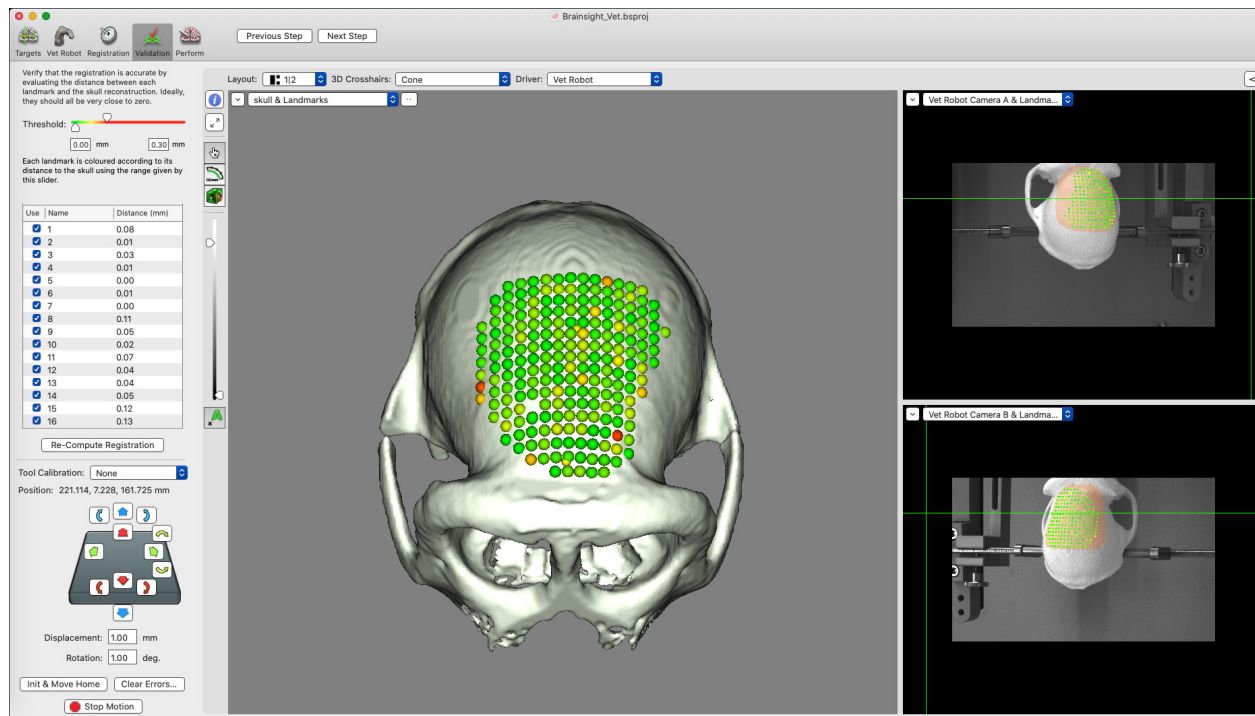 Brainsight_Vet.bsproj
Targets Vet Robot Registration Validation Perform
Previous Step Next Step
Verify that the registration is accurate by
evaluating the distance between each
landmark and the skull reconstruction. Ideally,
they should all be very close to zero.
Threshold:
0.00 mm 0.30 mm
Each landmark is coloured according to its
distance to the skull using the range given by
this slider.
Use Name Distance (mm)
1 0.08
2 0.01
3 0.03
4 0.01
5 0.00
6 0.01
7 0.00
8 0.11
9 0.05
10 0.02
11 0.07
12 0.04
13 0.04
14 0.05
15 0.12
16 0.13
Re-Compute Registration
Tool Calibration: None
Position: 221.114, 7.228, 161.725 mm
Displacement: 1.00 mm
Rotation: 1.00 deg.
Init & Move Home Clear Errors...
Stop Motion
Layout: 1|2 3D Crosshairs: Cone Driver: Vet Robot
skull & Landmarks
A
Vet Robot Camera A & Landma...
Vet Robot Camera B & Landma...